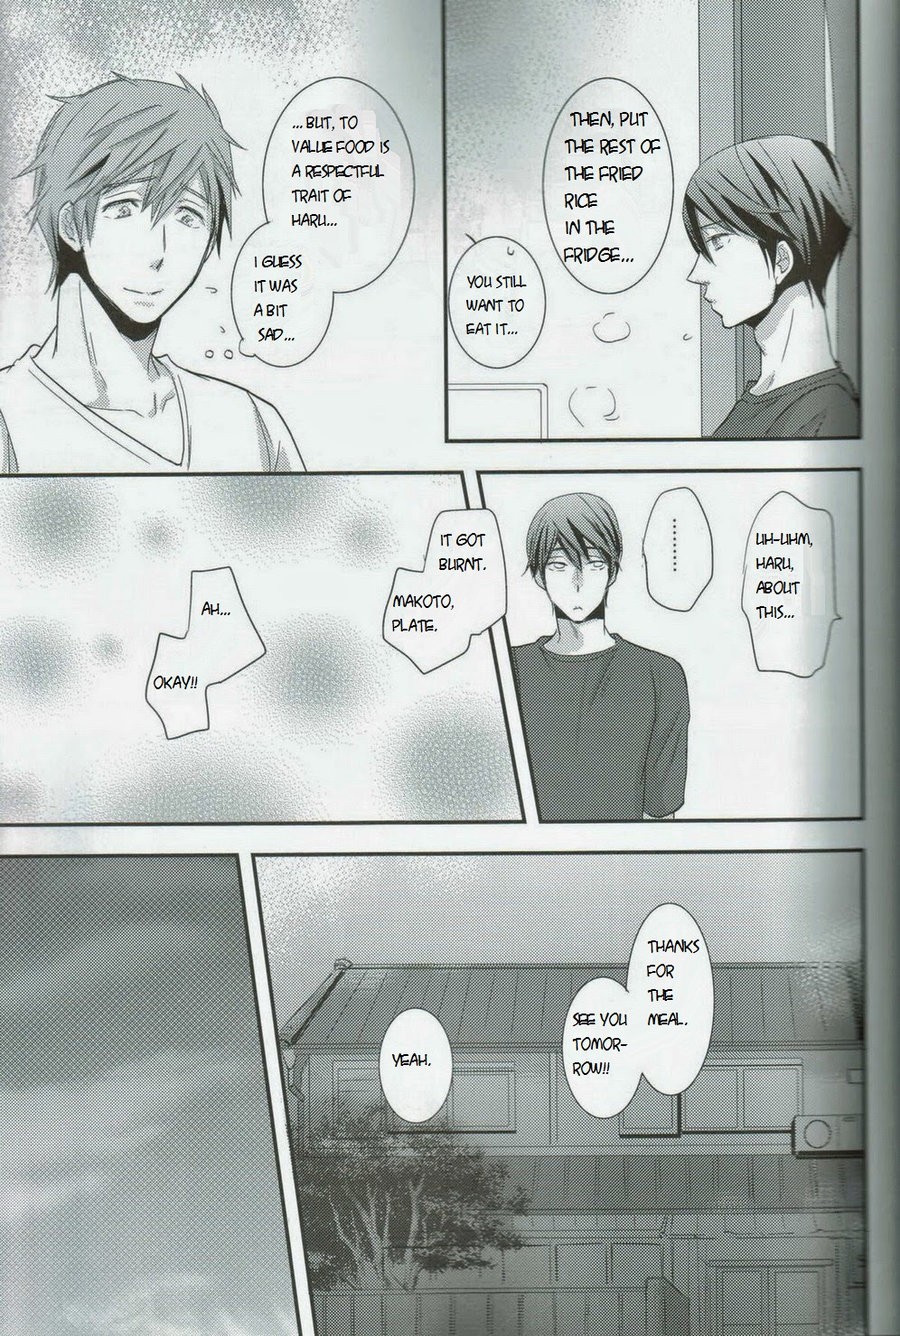 THEN, PUT
THE REST OF
THE FRIED
RICE
IN THE
FRIDGE...
YOU STILL
WANT TO
EAT IT...
... BUT, TO
VALUE FOOD IS
A RESPECTFUL
TRAIT OF
HARU...
I GUESS
IT WAS
A BIT
SAD...
UH-UHM,
HARU,
ABOUT
THIS...
.........
IT GOT
BURNT.
MAKOTO,
PLATE.
AH...
OKAY!!
THANKS
FOR
THE
MEAL.
SEE YOU
TOMOR-
ROW!!
YEAH.